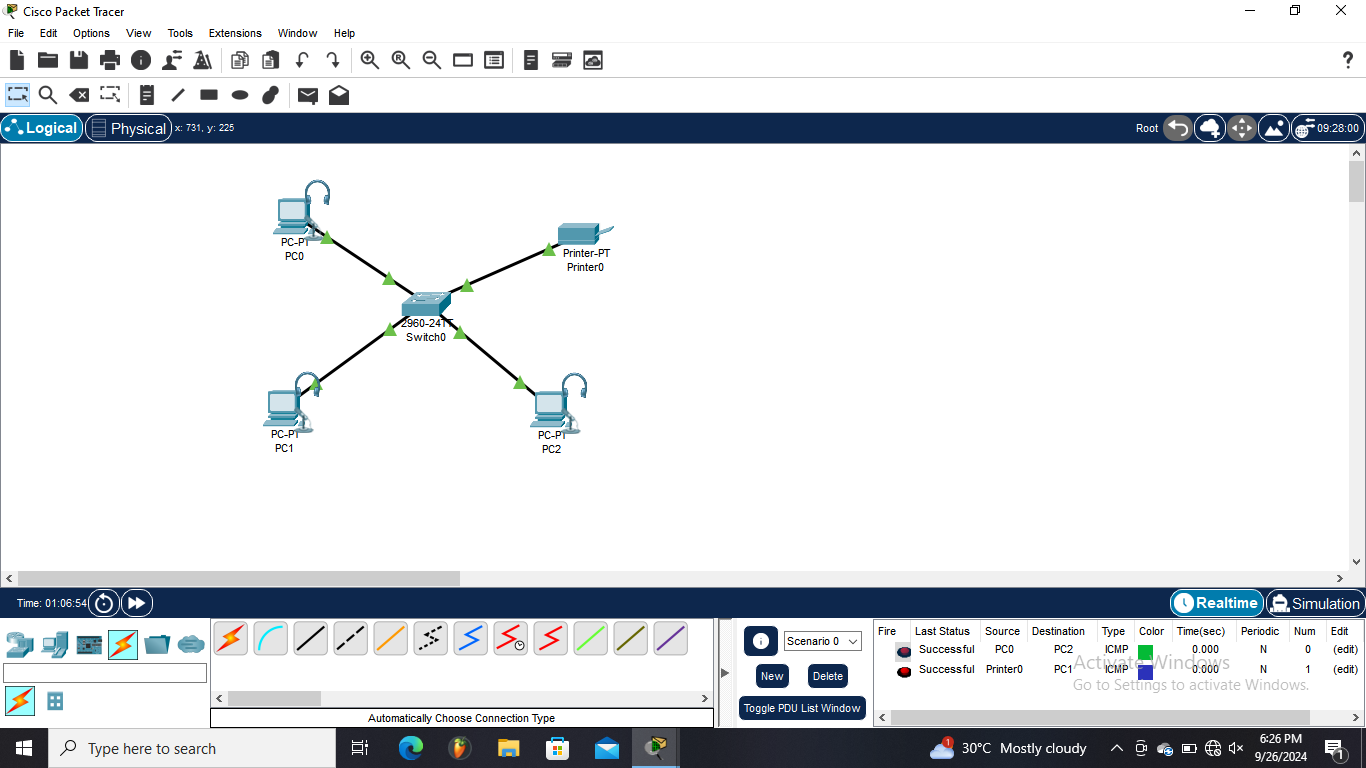 Cisco Packet Tracer
File Edit Options View Tools Extensions Window Help
Logical Physical x: 731, y: 225 Root 09:28:00
PC-PT
PC0
Printer-PT
Printer0
2960-24TT
Switch0
PC-PT
PC1
PC-PT
PC2
Time: 01:06:54 Realtime Simulation
Scenario 0
New Delete
Toggle PDU List Window
Fire Last Status Source Destination Type Color Time(sec) Periodic Num Edit
Successful PC0 PC2 ICMP 0.000 N 0 (edit)
Successful Printer0 PC1 ICMP 0.000 N 1 (edit)
Activate Windows
Go to Settings to activate Windows.
Automatically Choose Connection Type
Type here to search
1 30°C Mostly cloudy
6:26 PM
9/26/2024
1